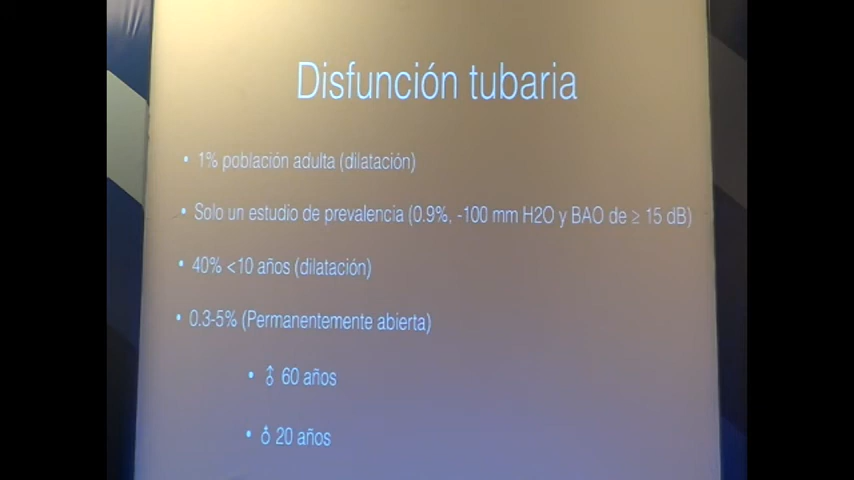 Disfunción tubaria
• 1% población adulta (dilatación)
• Solo un estudio de prevalencia (0.9%, -100 mm H2O y BAO de ≥ 15 dB)
• 40% <10 años (dilatación)
• 0.3-5% (Permanentemente abierta)
• ⚨ 60 años
• ♁ 20 años